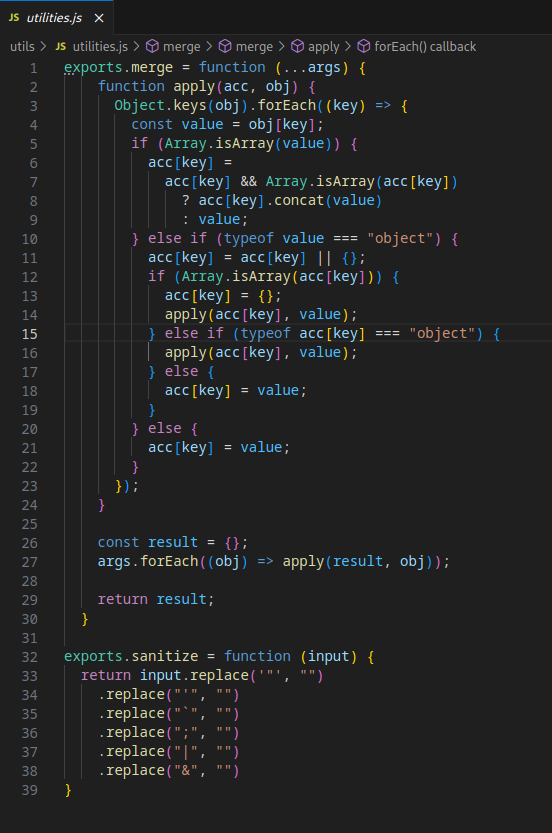 JS utilities.js ×
utils > JS utilities.js > merge > merge > apply > forEach() callback
1 exports.merge = function (...args) {
2 function apply(acc, obj) {
3 Object.keys(obj).forEach((key) => {
4 const value = obj[key];
5 if (Array.isArray(value)) {
6 acc[key] =
7 acc[key] && Array.isArray(acc[key])
8 ? acc[key].concat(value)
9 : value;
10 } else if (typeof value === "object") {
11 acc[key] = acc[key] || {};
12 if (Array.isArray(acc[key])) {
13 acc[key] = {};
14 apply(acc[key], value);
15 } else if (typeof acc[key] === "object") {
16 apply(acc[key], value);
17 } else {
18 acc[key] = value;
19 }
20 } else {
21 acc[key] = value;
22 }
23 });
24 }
25
26 const result = {};
27 args.forEach((obj) => apply(result, obj));
28
29 return result;
30 }
31
32 exports.sanitize = function (input) {
33 return input.replace('"', "")
34 .replace("'", "")
35 .replace("`", "")
36 .replace(";", "")
37 .replace("|", "")
38 .replace("&", "")
39 }